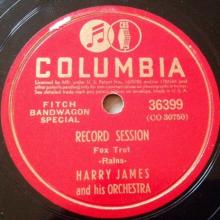 COLUMBIA
FITCH
BANDWAGON
SPECIAL
36399
(CO 30750)
RECORD SESSION
Fox Trot
-Rains-
HARRY JAMES
and his ORCHESTRA